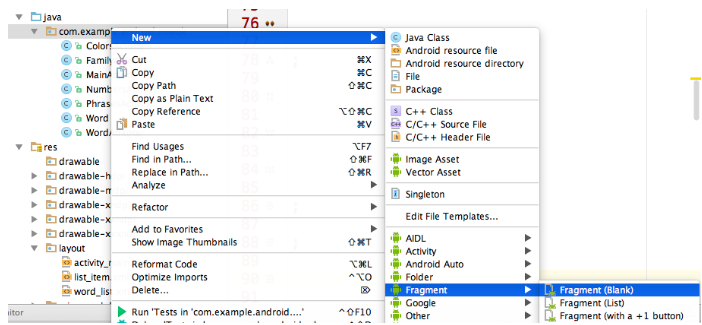 java
com.example
Colors
Family
MainA
Number
Phras
Word
WordA
res
drawable
drawable-h
drawable-m
drawable-x
drawable-x
drawable-x
layout
activity_
list_item
word_list
itor
76
New
Cut ⌘X
Copy ⌘C
Copy Path ⇧⌘C
Copy as Plain Text
Copy Reference ⌥⇧⌘C
Paste ⌘V
Find Usages ⌥F7
Find in Path... ⇧⌘F
Replace in Path... ⇧⌘R
Analyze
Refactor
Add to Favorites
Show Image Thumbnails ⇧⌘T
Reformat Code ⌥⌘L
Optimize Imports ^⌥O
Delete... ⌦
Run 'Tests in 'com.example.android....' ^⇧F10
Java Class
Android resource file
Android resource directory
File
Package
C++ Class
C/C++ Source File
C/C++ Header File
Image Asset
Vector Asset
Singleton
Edit File Templates...
AIDL
Activity
Android Auto
Folder
Fragment
Google
Other
Fragment (Blank)
Fragment (List)
Fragment (with a +1 button)